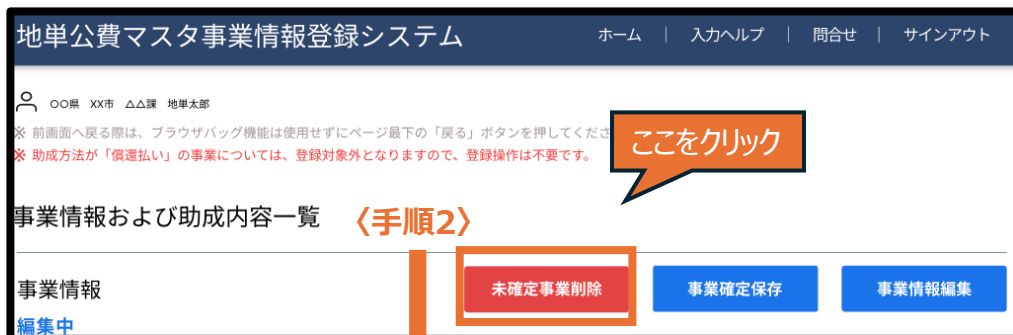 地単公費マスタ事業情報登録システム
ホーム | 入力ヘルプ | 問合せ | サインアウト
〇〇県 XX市 △△課 地単太郎
※ 前画面へ戻る際は、ブラウザバッグ機能は使用せずにページ最下の「戻る」ボタンを押してくださ
※ 助成方法が「償還払い」の事業については、登録対象外となりますので、登録操作は不要です。
ここをクリック
事業情報および助成内容一覧
〈手順2〉
事業情報
未確定事業削除
事業確定保存
事業情報編集
編集中